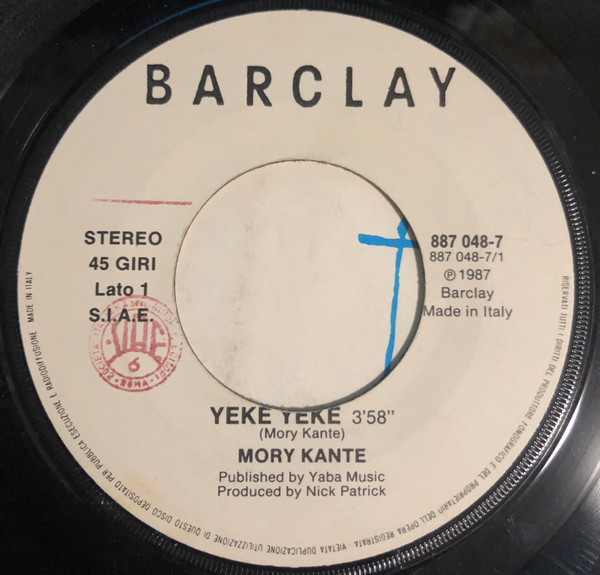 BARCLAY
STEREO
45 GIRI
Lato 1
S.I.A.E.
887 048-7
887 048-7/1
℗ 1987
Barclay
Made in Italy
YEKE YEKE 3'58"
(Mory Kante)
MORY KANTE
Published by Yaba Music
Produced by Nick Patrick
RISERVATI TUTTI I DIRITTI DEL PRODUTTORE FONOGRAFICO E DEL PROPRIETARIO DELL'OPERA REGISTRATA. VIETATA DUPLICAZIONE UTILIZZAZIONE DI QUESTO DISCO DEPOSITATO PER PUBBLICA ESECUZIONE E RADIODIFFUSIONE. MADE IN ITALY
SIAE
6
ROMA